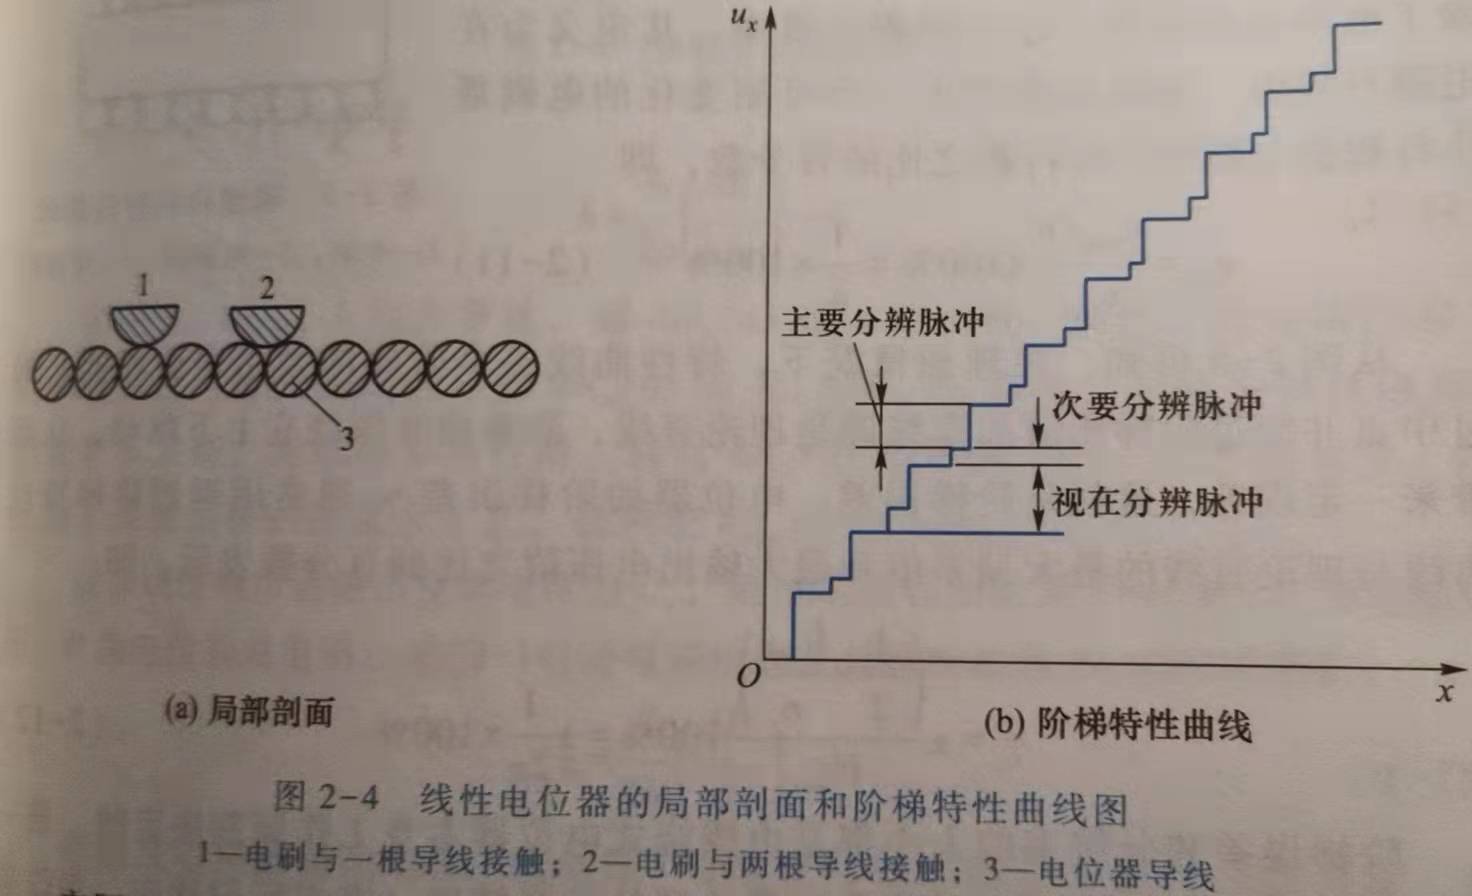 u_x
主要分辨脉冲
次要分辨脉冲
视在分辨脉冲
O
x
1
2
3
(a) 局部剖面
(b) 阶梯特性曲线
图 2-4 线性电位器的局部剖面和阶梯特性曲线图
1—电刷与一根导线接触；2—电刷与两根导线接触；3—电位器导线